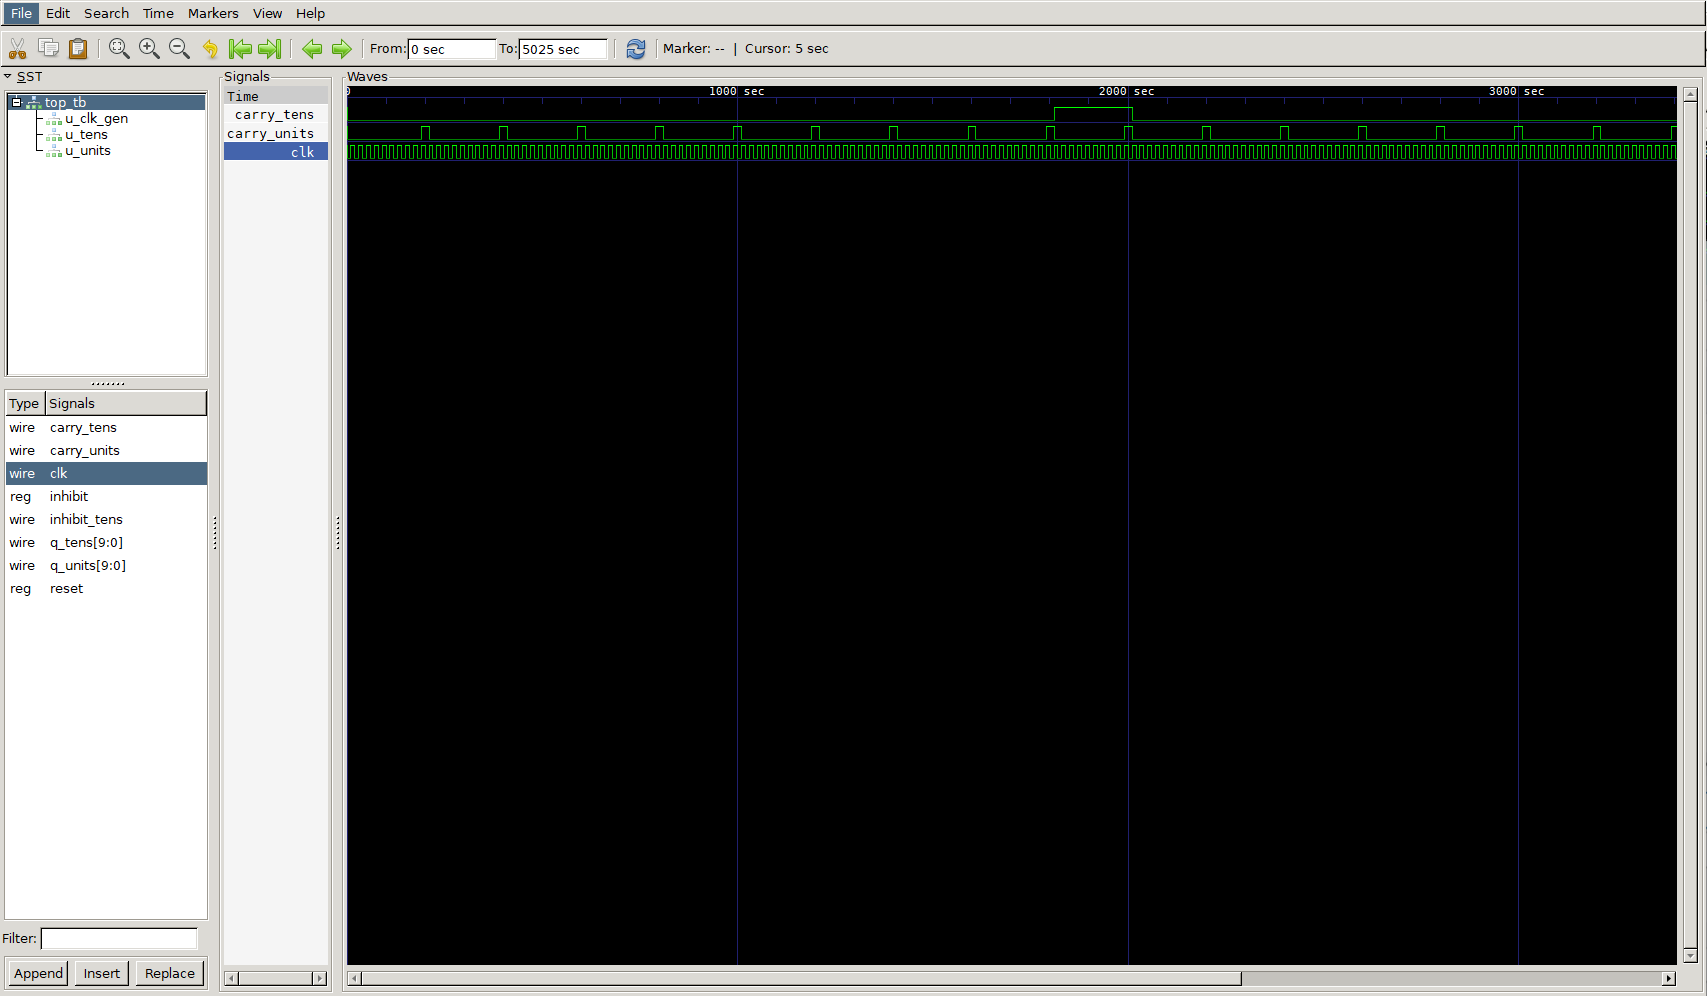 File Edit Search Time Markers View Help
From: 0 sec To: 5025 sec Marker: -- | Cursor: 5 sec
SST
top_tb
u_clk_gen
u_tens
u_units
Type Signals
wire carry_tens
wire carry_units
wire clk
reg inhibit
wire inhibit_tens
wire q_tens[9:0]
wire q_units[9:0]
reg reset
Filter:
Append Insert Replace
Signals
Time
carry_tens
carry_units
clk
Waves
0 1000 sec 2000 sec 3000 sec